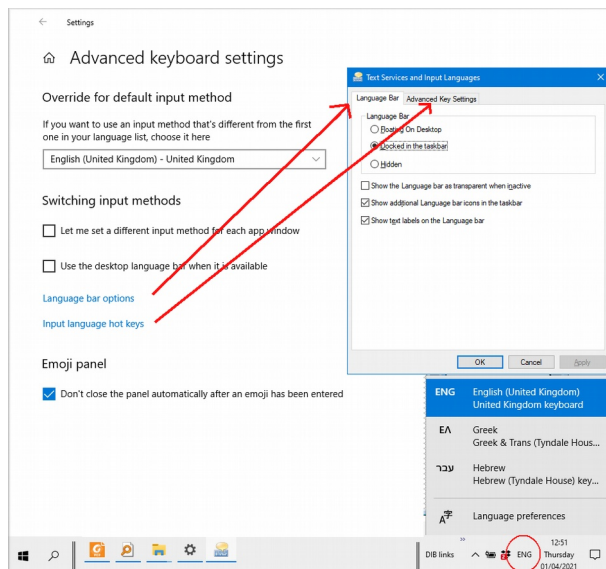 Settings
Advanced keyboard settings
Override for default input method
If you want to use an input method that's different from the first
one in your language list, choose it here
English (United Kingdom) - United Kingdom
Switching input methods
Let me set a different input method for each app window
Use the desktop language bar when it is available
Language bar options
Input language hot keys
Emoji panel
Don't close the panel automatically after an emoji has been entered
Text Services and Input Languages
Language Bar
Advanced Key Settings
Language Bar
Floating On Desktop
Docked in the taskbar
Hidden
Show the Language bar as transparent when inactive
Show additional Language bar icons in the taskbar
Show text labels on the Language bar
OK
Cancel
Apply
ENG
English (United Kingdom)
United Kingdom keyboard
ΕΛ
Greek
Greek & Trans (Tyndale Hous...
עבר
Hebrew
Hebrew (Tyndale House) key...
Language preferences
DIB links
ENG
12:51
Thursday
01/04/2021